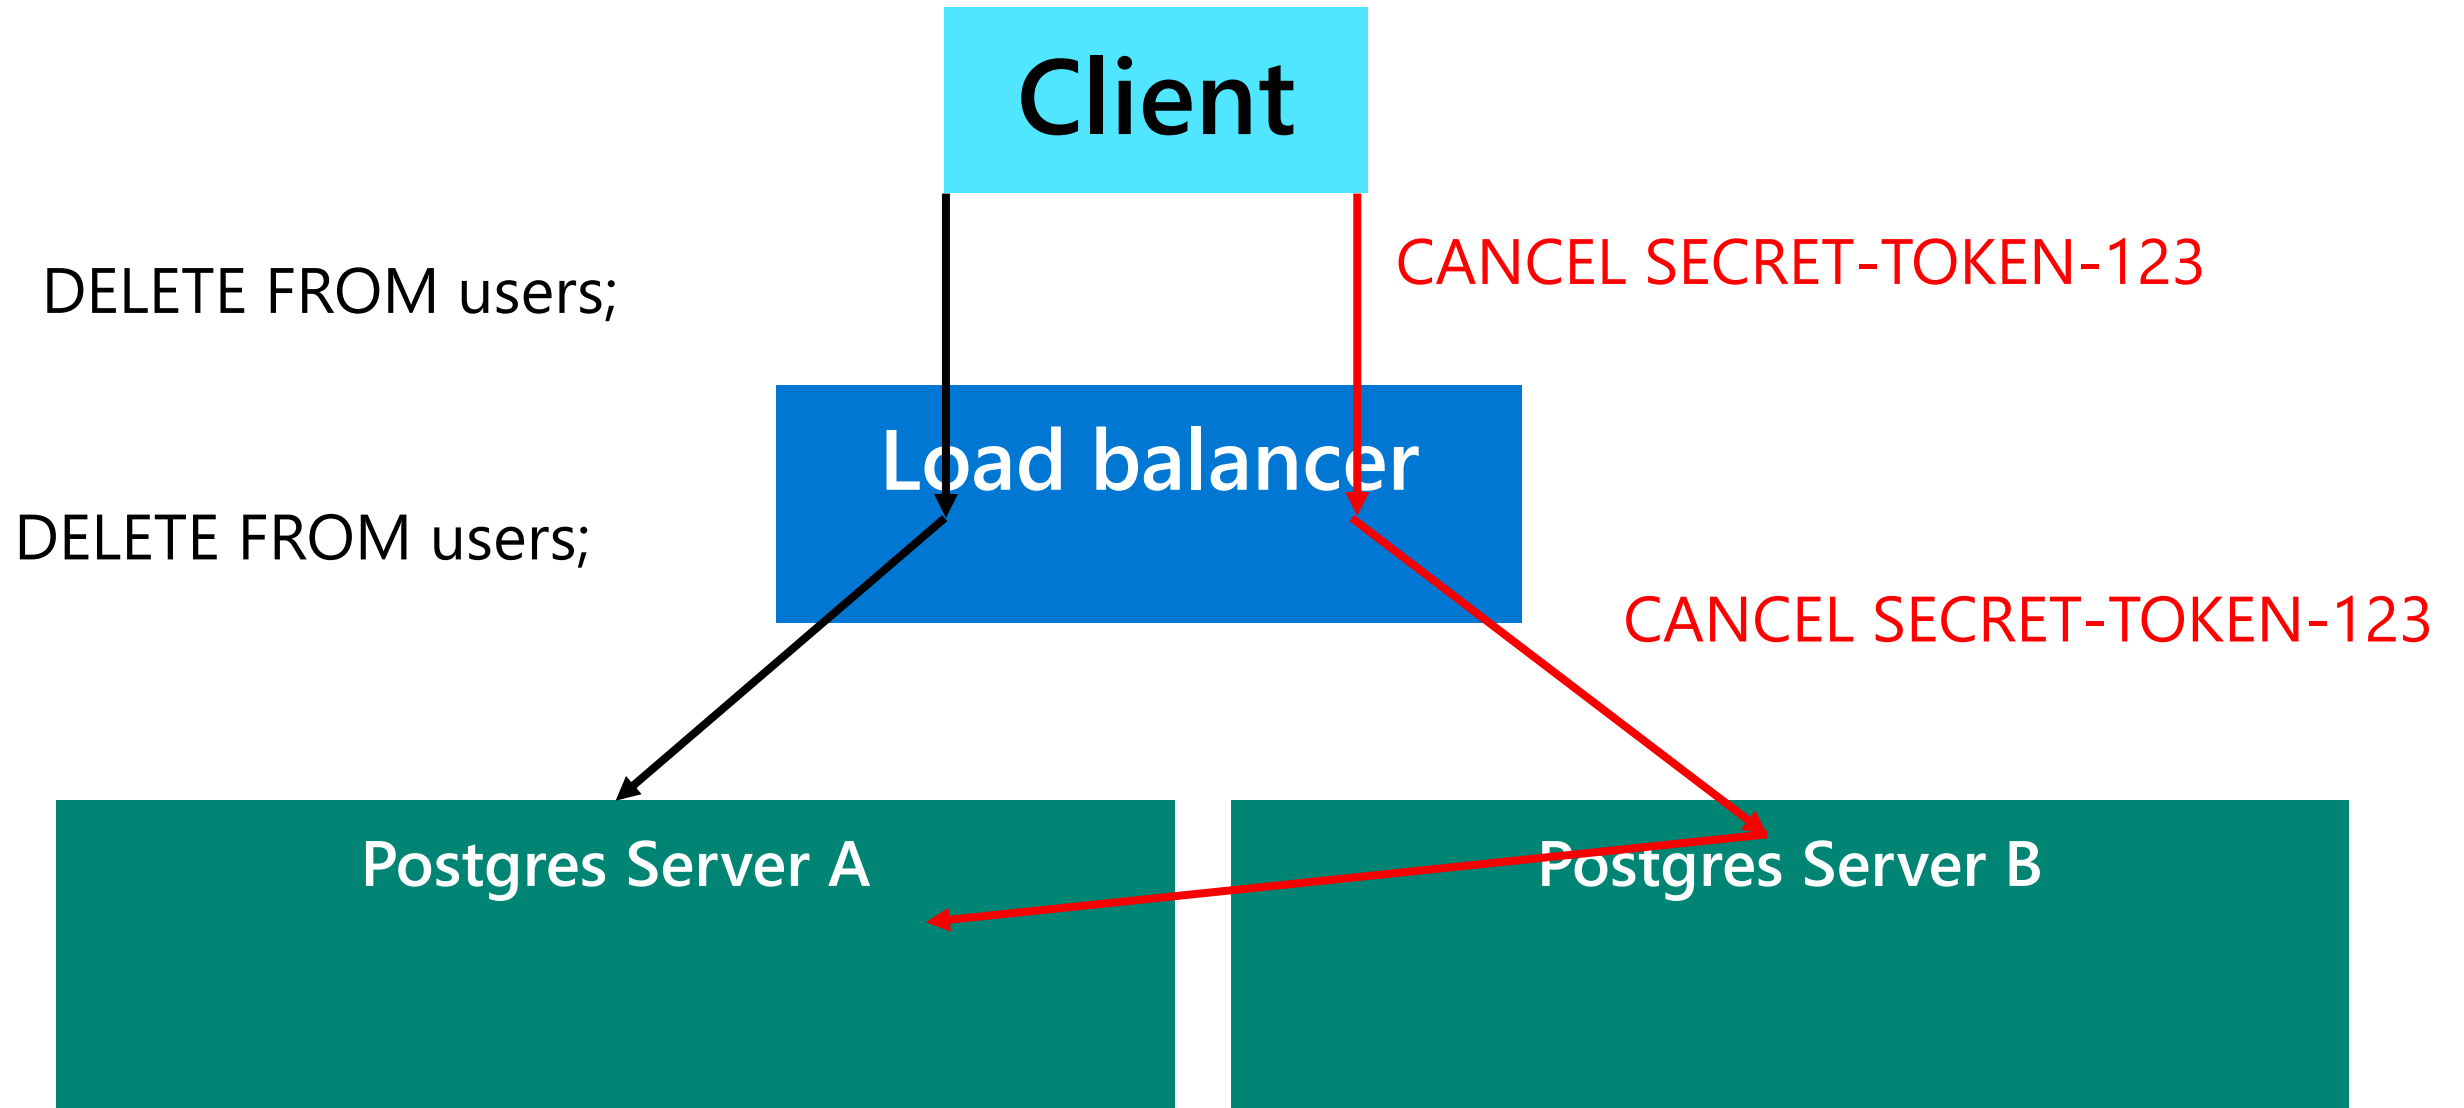 Client
CANCEL SECRET-TOKEN-123
DELETE FROM users;
Load balancer
DELETE FROM users;
CANCEL SECRET-TOKEN-123
Postgres Server A
Postgres Server B